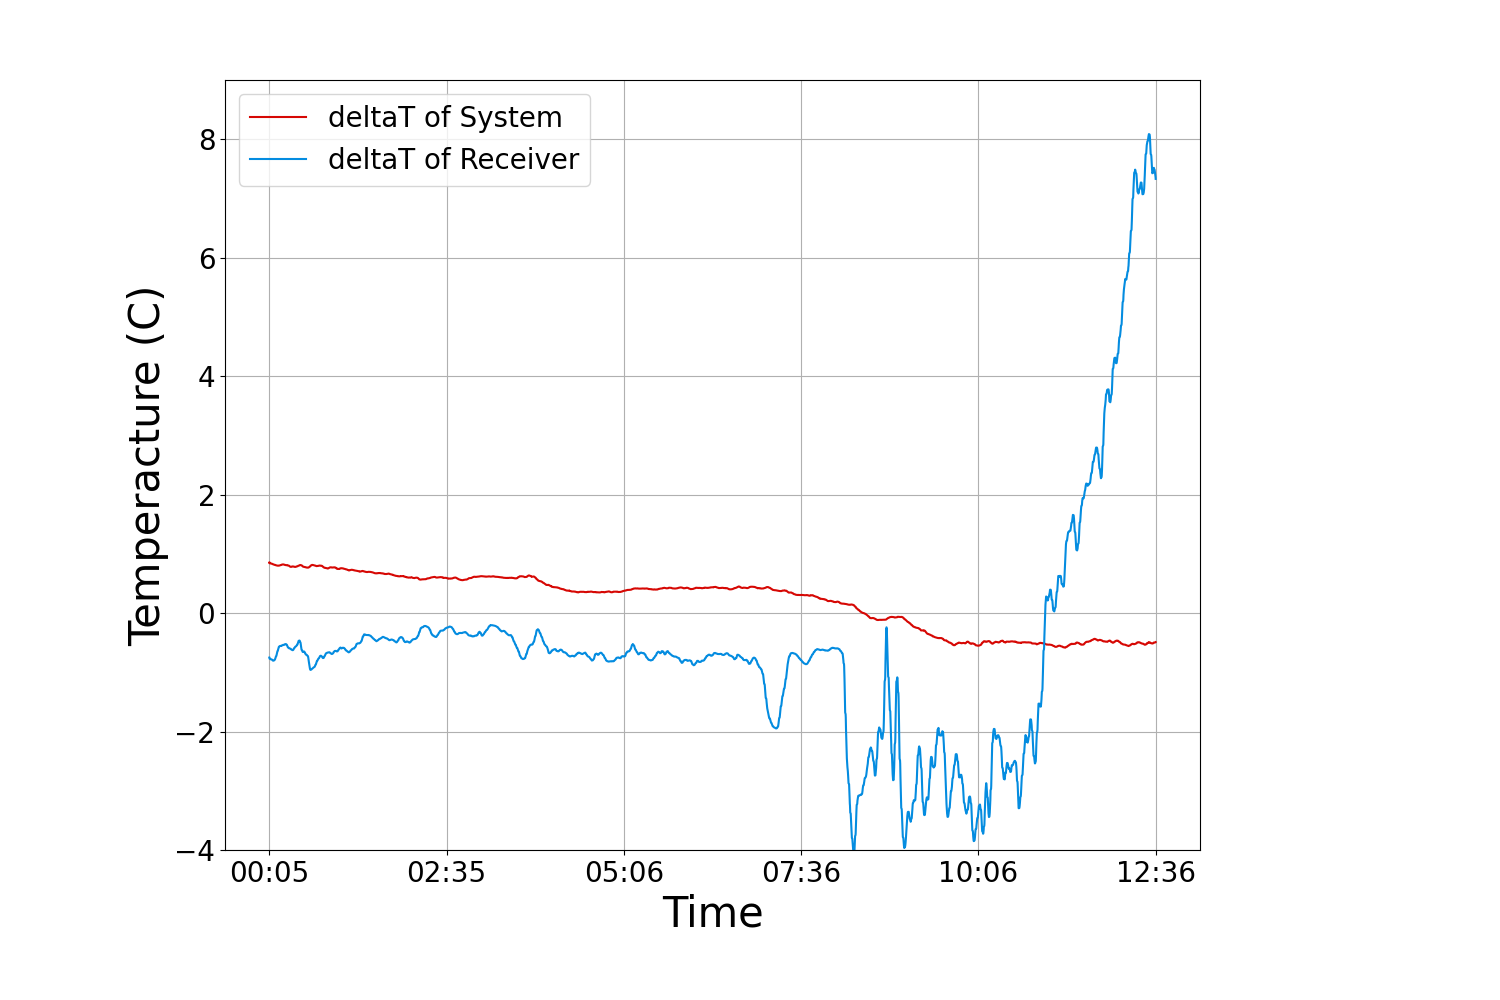 deltaT of System
deltaT of Receiver
Temperacture (C)
8
6
4
2
0
−2
−4
00:05 02:35 05:06 07:36 10:06 12:36
Time